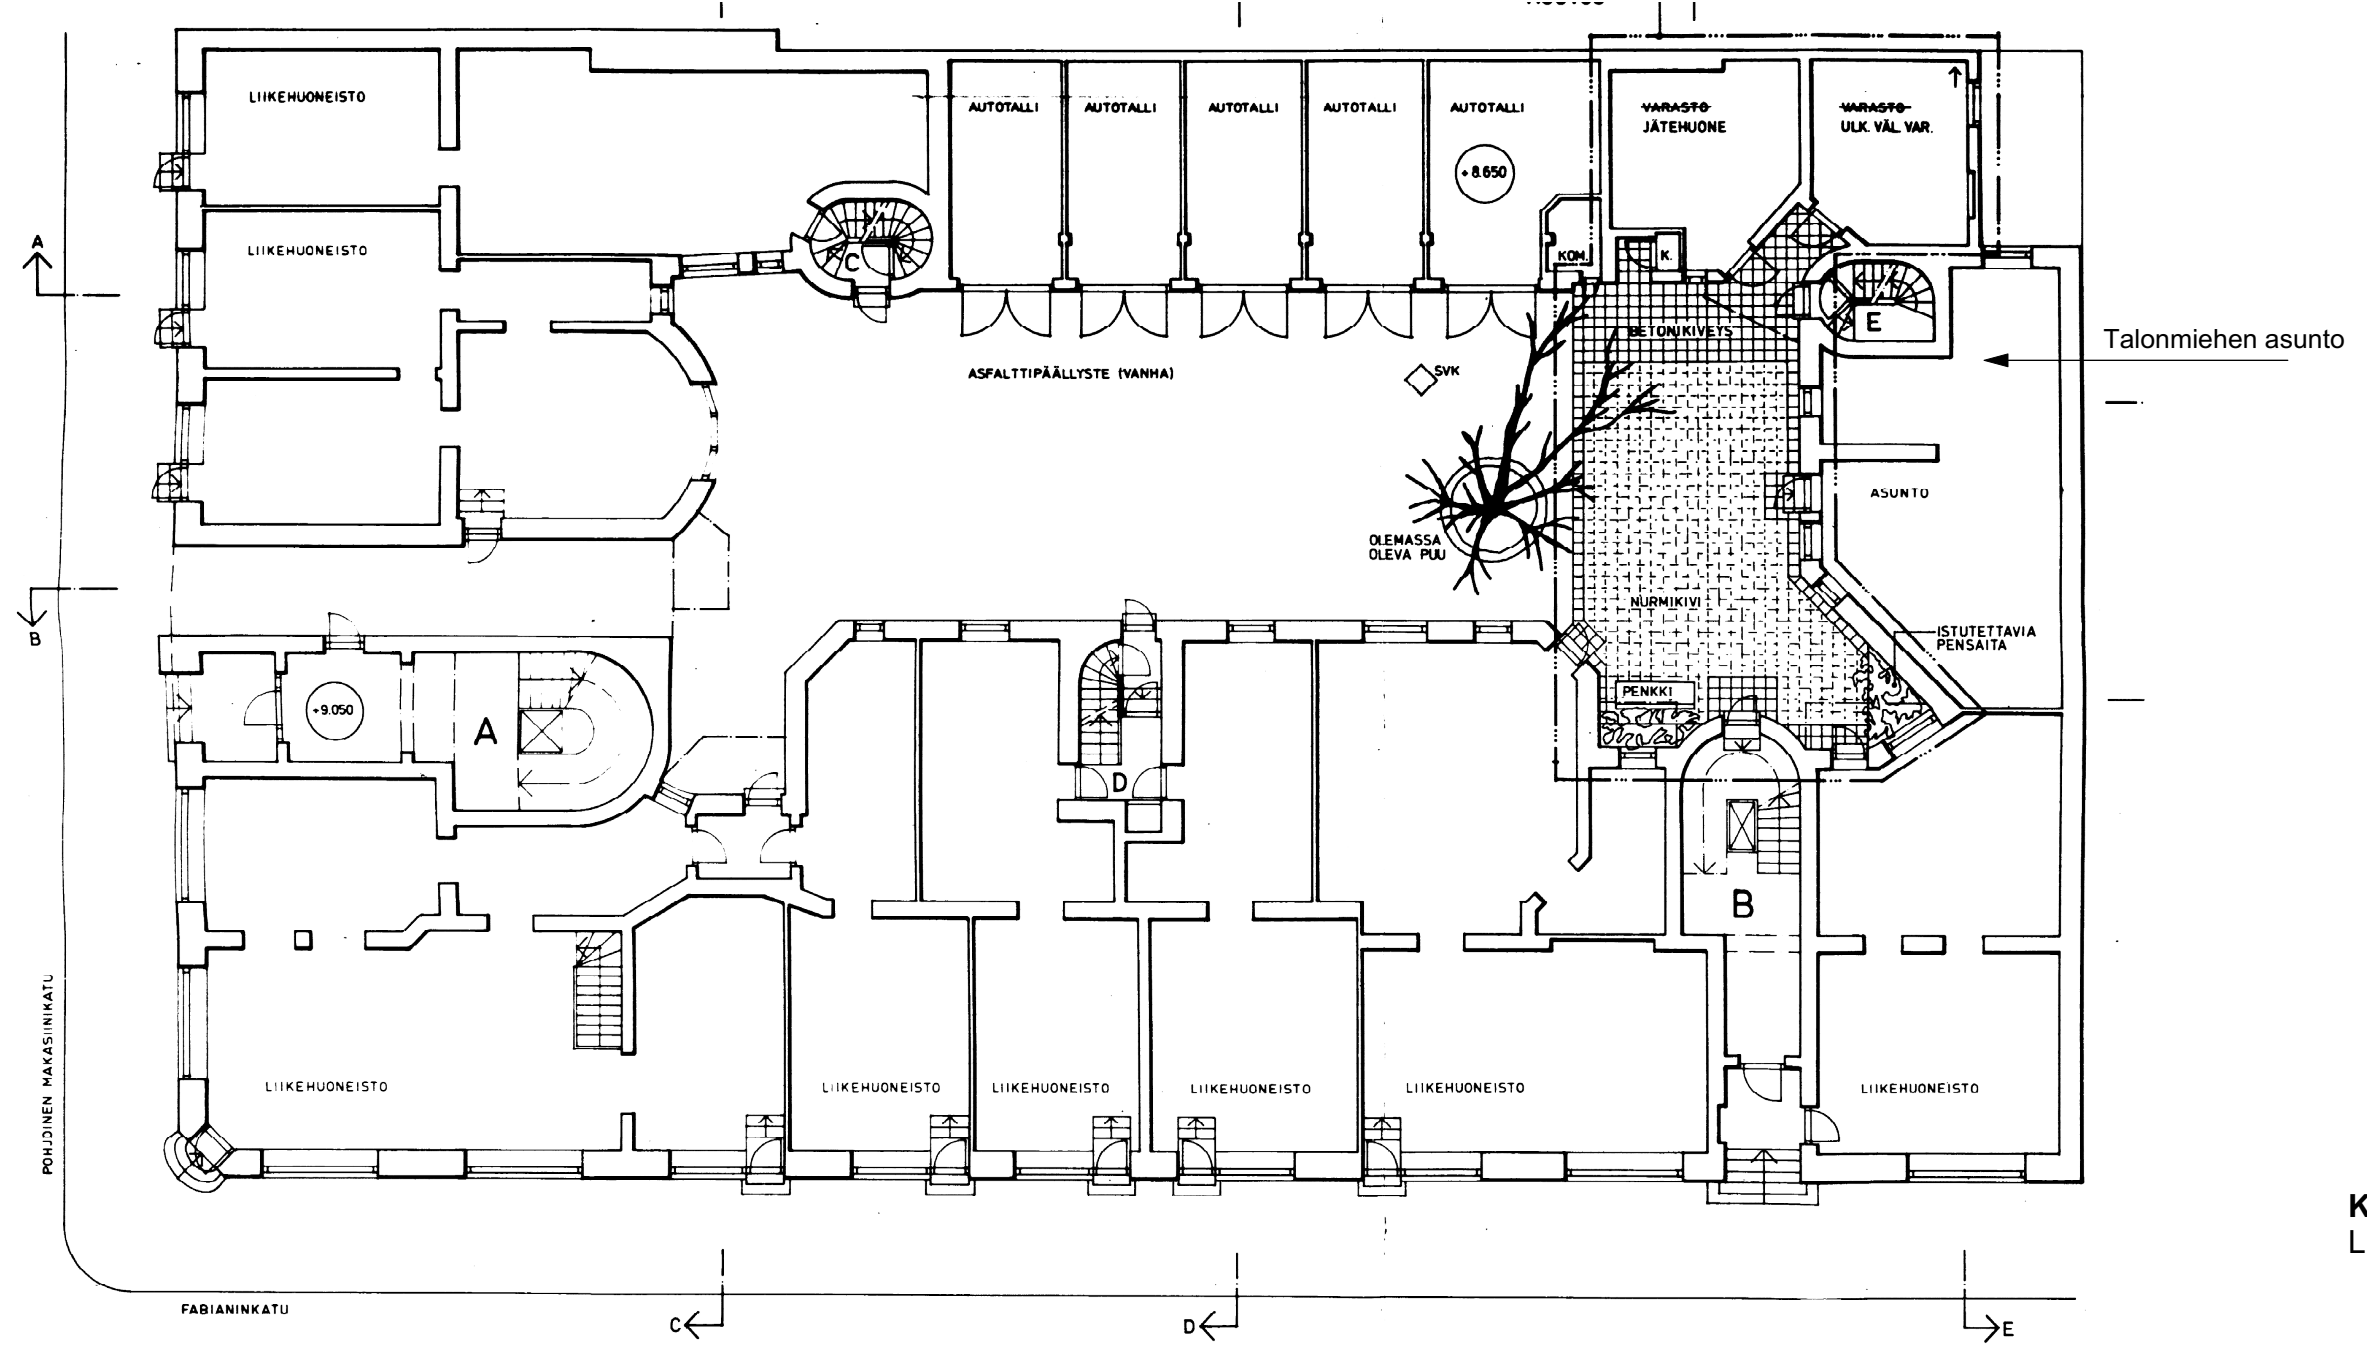 LIIKEHUONEISTO
AUTOTALLI
AUTOTALLI
AUTOTALLI
AUTOTALLI
AUTOTALLI
VARASTO
JÄTEHUONE
VARASTO
ULK. VÄL. VAR.
+8.650
A
LIIKEHUONEISTO
C
KOM.
K.
E
BETONIKIVEYS
Talonmiehen asunto
ASFALTTIPÄÄLLYSTE (VANHA)
SVK
ASUNTO
OLEMASSA
OLEVA PUU
B
NURMIKIVI
ISTUTETTAVIA
PENSAITA
PENKKI
+9.050
A
D
B
POHJOINEN MAKASIINIKATU
LIIKEHUONEISTO
LIIKEHUONEISTO
LIIKEHUONEISTO
LIIKEHUONEISTO
LIIKEHUONEISTO
LIIKEHUONEISTO
K
L
FABIANINKATU
C
D
E